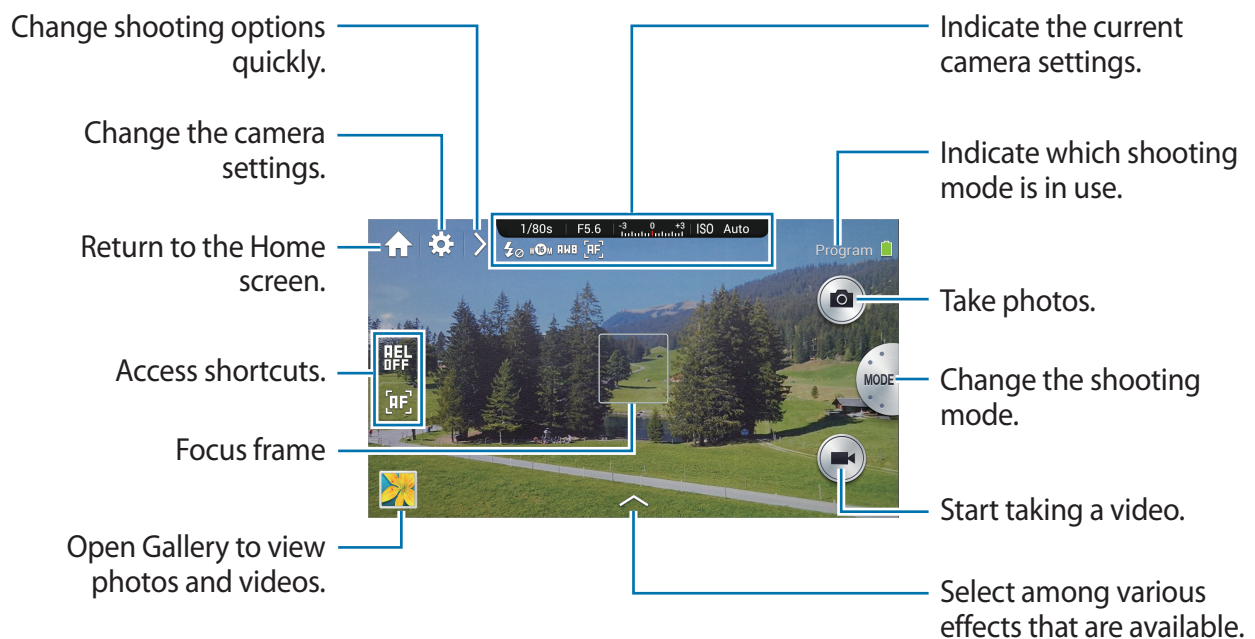 Change shooting options
quickly.
Change the camera
settings.
Return to the Home
screen.
Access shortcuts.
Focus frame
Open Gallery to view
photos and videos.
1/80s F5.6 -3 0 +3 ISO Auto
16 M AWB AF
Program
AEL
OFF
AF
MODE
Indicate the current
camera settings.
Indicate which shooting
mode is in use.
Take photos.
Change the shooting
mode.
Start taking a video.
Select among various
effects that are available.